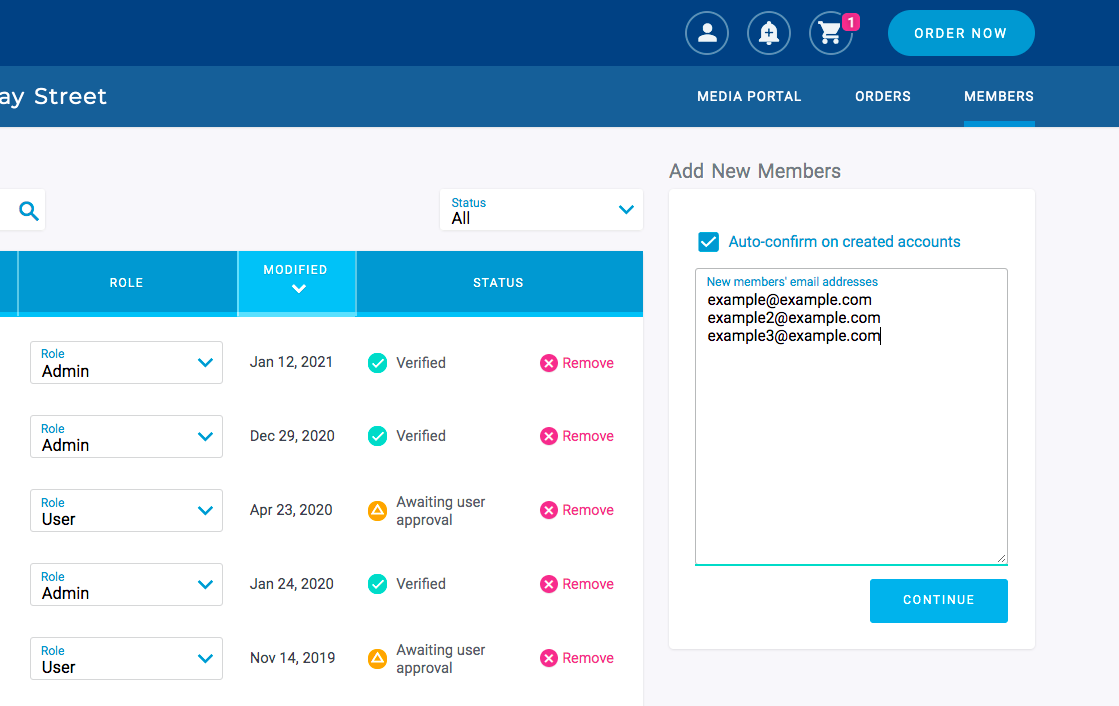 1
ORDER NOW
ay Street
MEDIA PORTAL
ORDERS
MEMBERS
Add New Members
Status
All
Auto-confirm on created accounts
ROLE
MODIFIED
STATUS
New members' email addresses
example@example.com
example2@example.com
example3@example.com
Role
Admin
Jan 12, 2021
Verified
Remove
Role
Admin
Dec 29, 2020
Verified
Remove
Role
User
Apr 23, 2020
Awaiting user
approval
Remove
Role
Admin
Jan 24, 2020
Verified
Remove
CONTINUE
Role
User
Nov 14, 2019
Awaiting user
approval
Remove